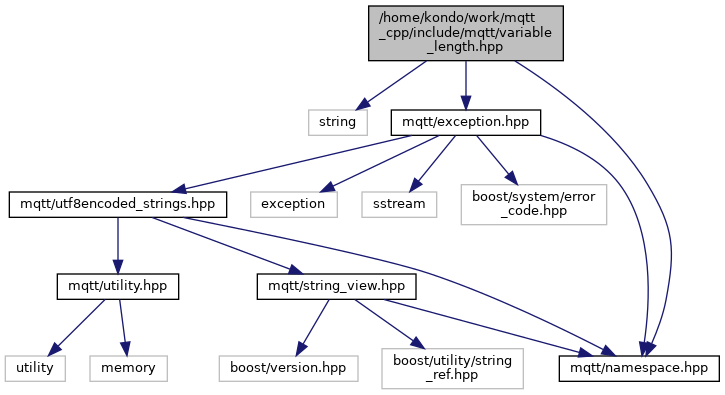 /home/kondo/work/mqtt
_cpp/include/mqtt/variable
_length.hpp
string
mqtt/exception.hpp
mqtt/utf8encoded_strings.hpp
exception
sstream
boost/system/error
_code.hpp
mqtt/utility.hpp
mqtt/string_view.hpp
utility
memory
boost/version.hpp
boost/utility/string
_ref.hpp
mqtt/namespace.hpp